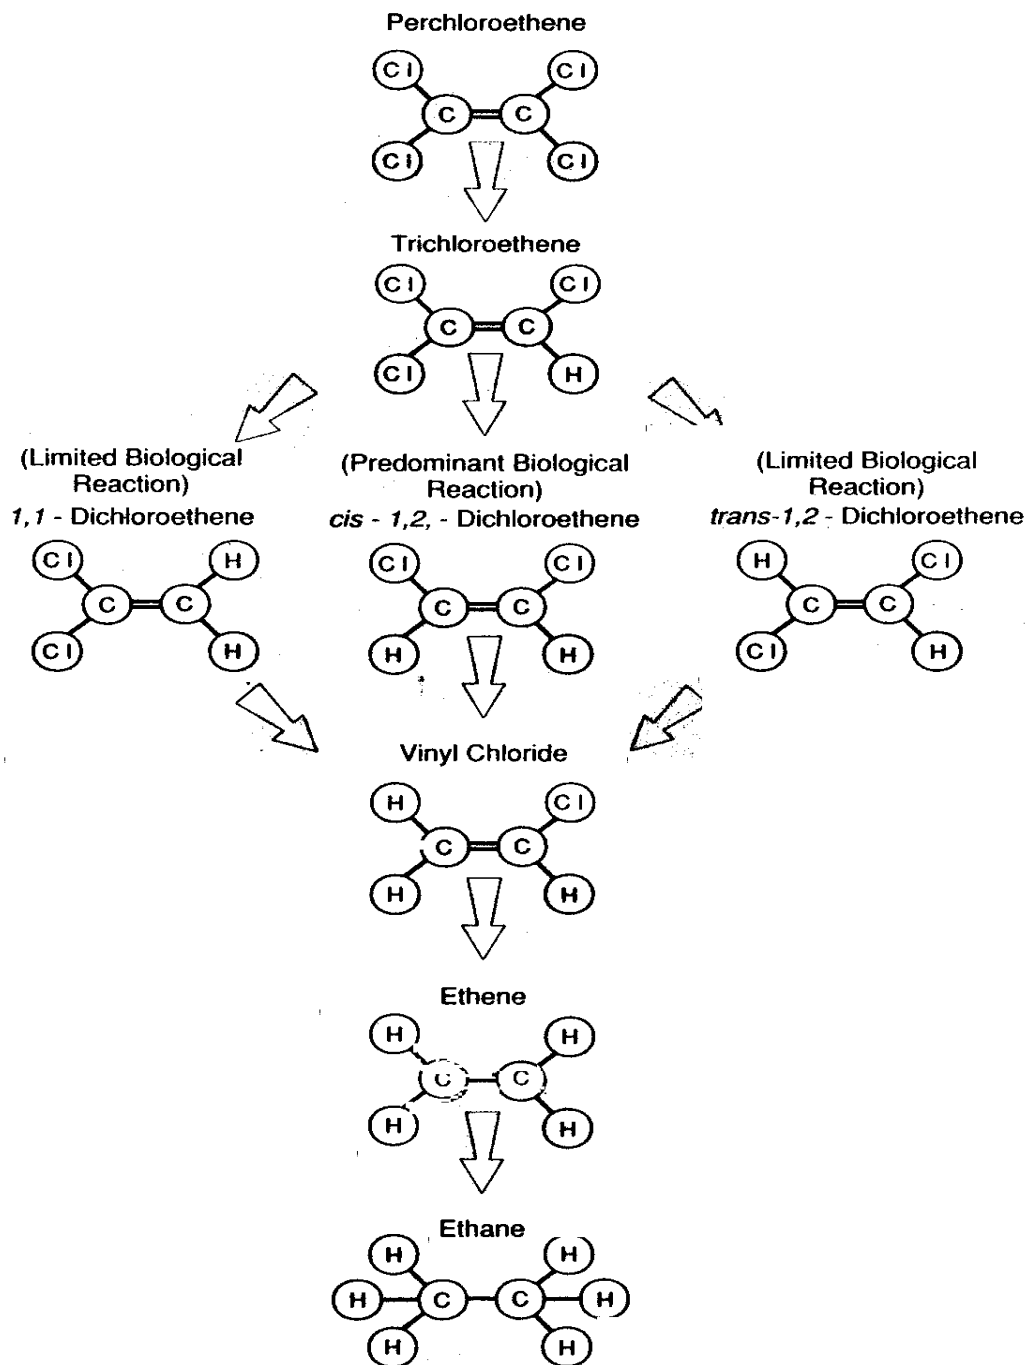 Perchloroethene
Cl Cl
C C
Cl Cl
Trichloroethene
Cl Cl
C C
Cl H
(Limited Biological
Reaction)
1,1 - Dichloroethene
(Predominant Biological
Reaction)
cis - 1,2, - Dichloroethene
(Limited Biological
Reaction)
trans-1,2 - Dichloroethene
Cl H
C C
Cl H
Cl Cl
C C
H H
H Cl
C C
Cl H
Vinyl Chloride
H Cl
C C
H H
Ethene
H H
C C
H H
Ethane
H H
H C C H
H H